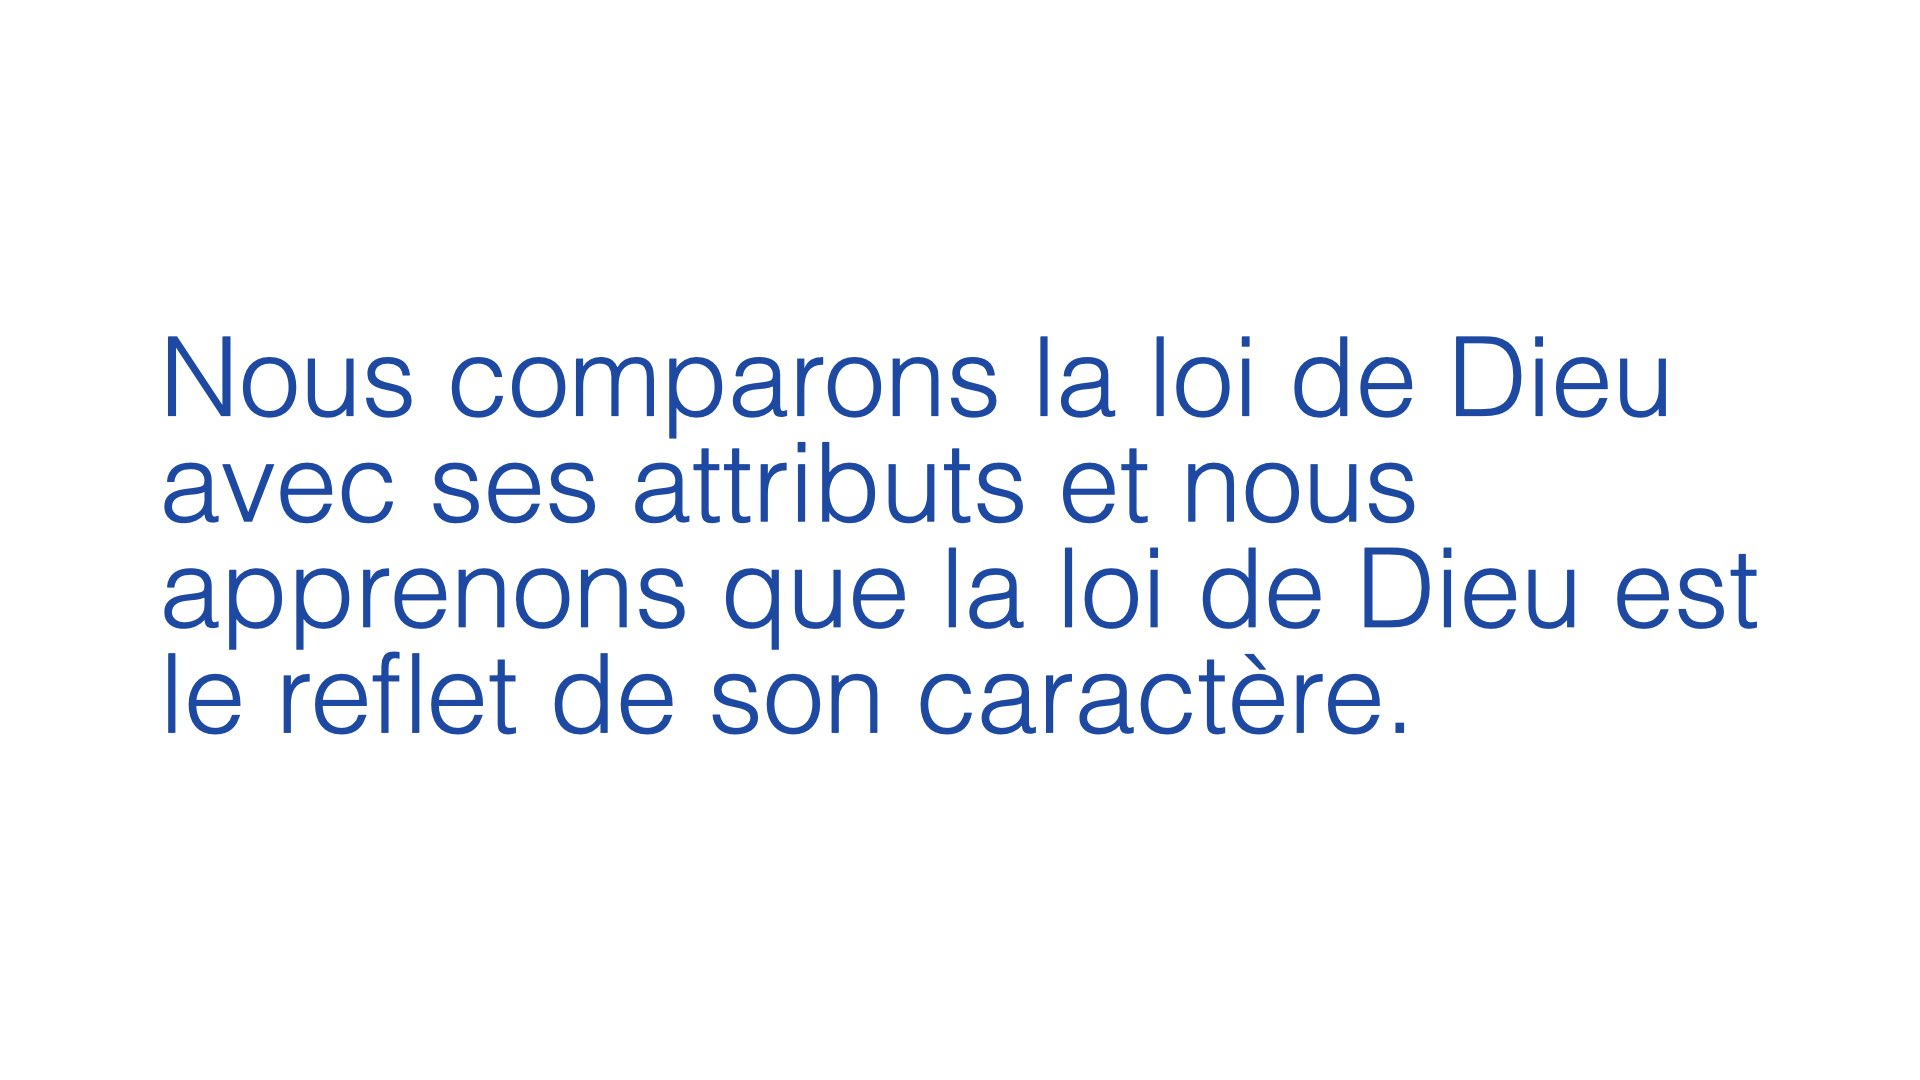 Nous comparons la loi de Dieu
avec ses attributs et nous
apprenons que la loi de Dieu est
le reflet de son caractère.